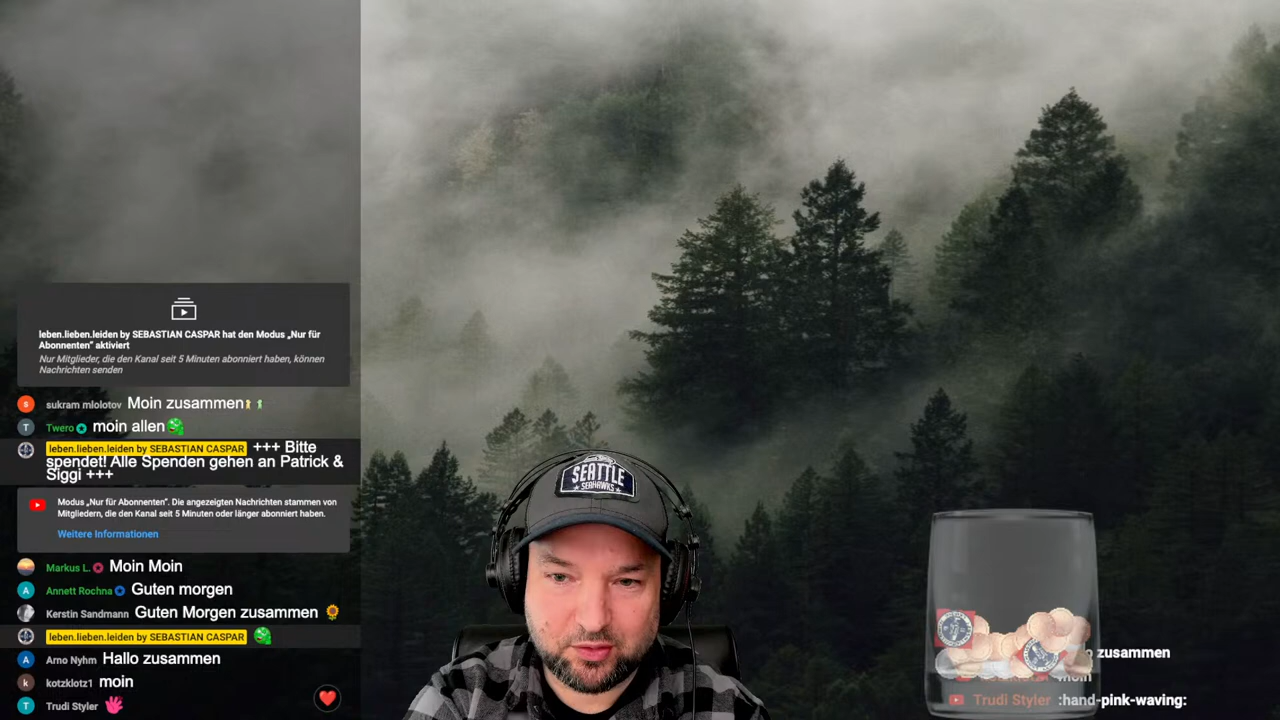 leben.lieben.leiden by SEBASTIAN CASPAR hat den Modus „Nur für
Abonnenten“ aktiviert
Nur Mitglieder, die den Kanal seit 5 Minuten abonniert haben, können
Nachrichten senden
s sukram mlolotov Moin zusammen
T Twero moin allen
leben.lieben.leiden by SEBASTIAN CASPAR +++ Bitte
spendet! Alle Spenden gehen an Patrick &
Siggi +++
Modus „Nur für Abonnenten“. Die angezeigten Nachrichten stammen von
Mitgliedern, die den Kanal seit 5 Minuten oder länger abonniert haben.
Weitere Informationen
Markus L. Moin Moin
A Annett Rochna Guten morgen
Kerstin Sandmann Guten Morgen zusammen
leben.lieben.leiden by SEBASTIAN CASPAR
A Arno Nyhm Hallo zusammen
k kotzklotz1 moin
T Trudi Styler
SEATTLE
SEAHAWKS
zusammen
moin
Trudi Styler :hand-pink-waving: